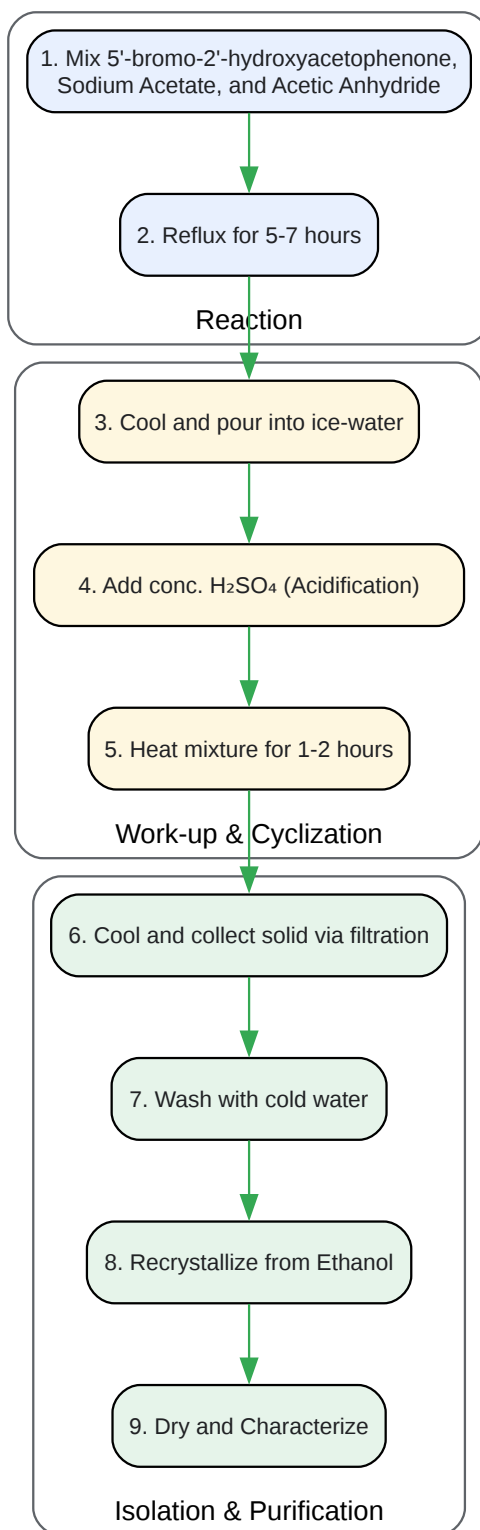 1. Mix 5'-bromo-2'-hydroxyacetophenone,
Sodium Acetate, and Acetic Anhydride
2. Reflux for 5-7 hours
Reaction
3. Cool and pour into ice-water
4. Add conc. H₂SO₄ (Acidification)
5. Heat mixture for 1-2 hours
Work-up & Cyclization
6. Cool and collect solid via filtration
7. Wash with cold water
8. Recrystallize from Ethanol
9. Dry and Characterize
Isolation & Purification